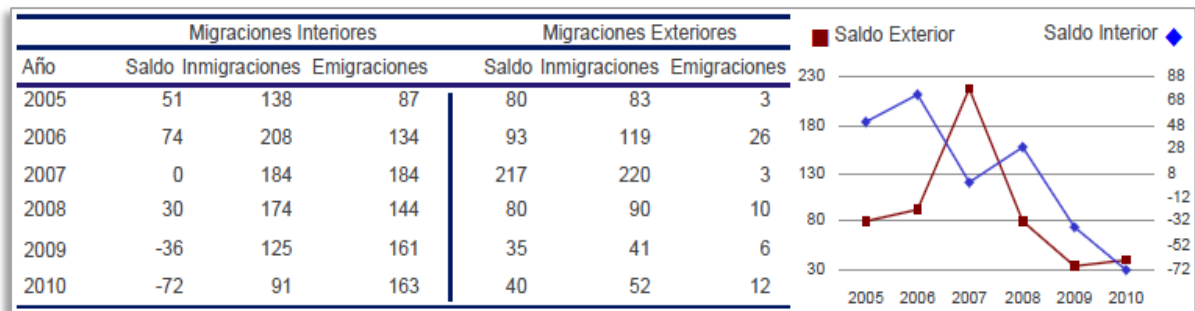 Migraciones Interiores Migraciones Exteriores
Año Saldo Inmigraciones Emigraciones Saldo Inmigraciones Emigraciones
2005 51 138 87 80 83 3
2006 74 208 134 93 119 26
2007 0 184 184 217 220 3
2008 30 174 144 80 90 10
2009 -36 125 161 35 41 6
2010 -72 91 163 40 52 12
Saldo Exterior Saldo Interior
230 88
68
180 48
28
130 8
-12
80 -32
-52
30 -72
2005 2006 2007 2008 2009 2010